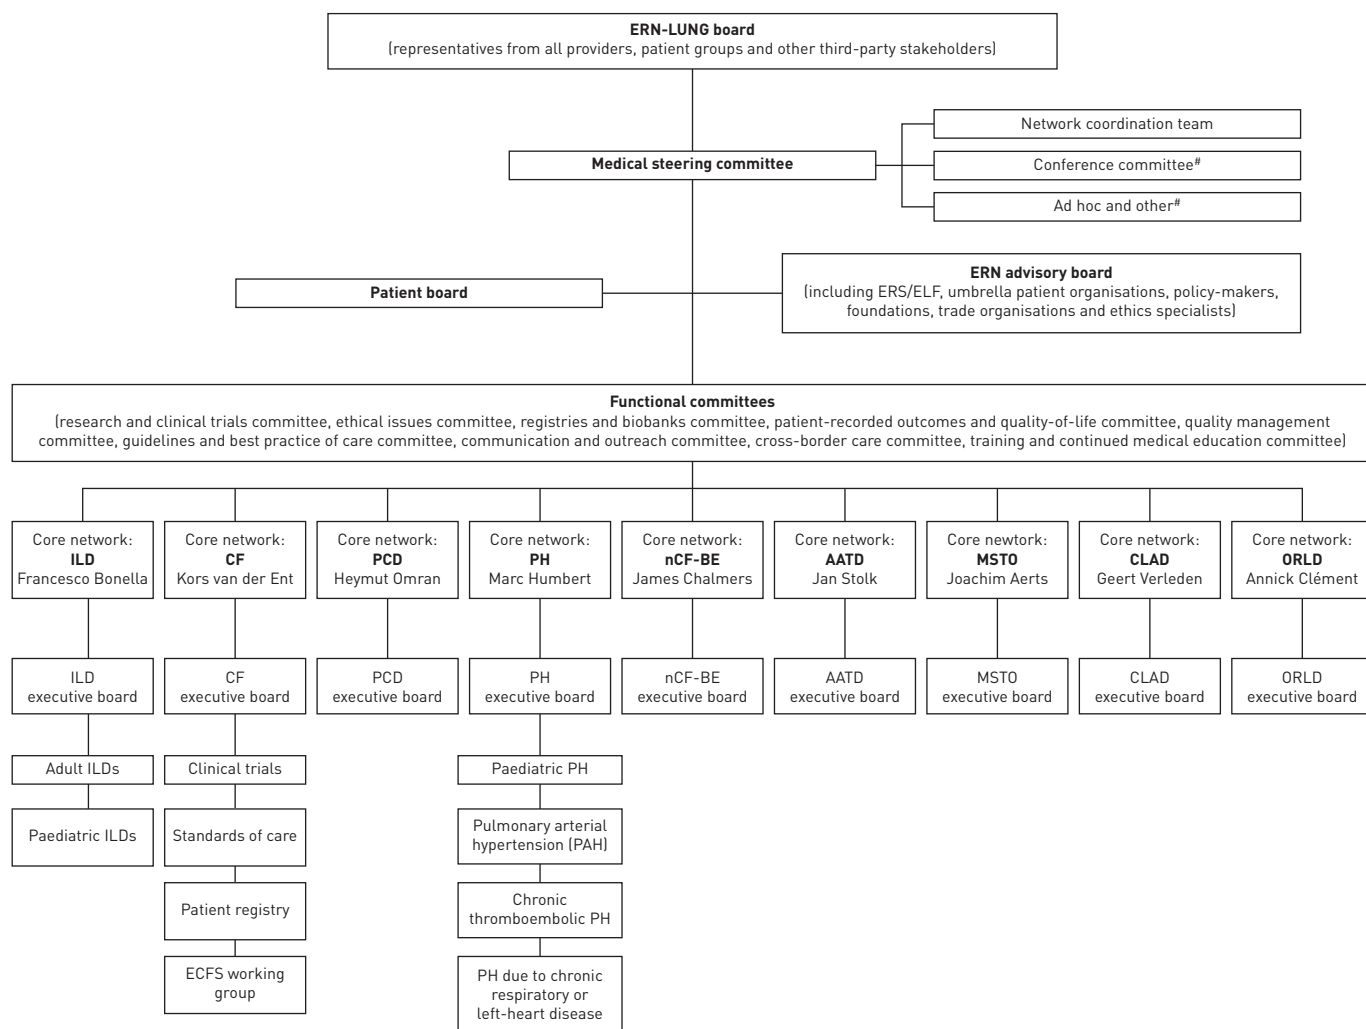 ERN-LUNG board
(representatives from all providers, patient groups and other third-party stakeholders)
Network coordination team
Medical steering committee
Conference committee#
Ad hoc and other#
Patient board
ERN advisory board
(including ERS/ELF, umbrella patient organisations, policy-makers,
foundations, trade organisations and ethics specialists)
Functional committees
(research and clinical trials committee, ethical issues committee, registries and biobanks committee, patient-recorded outcomes and quality-of-life committee, quality management
committee, guidelines and best practice of care committee, communication and outreach committee, cross-border care committee, training and continued medical education committee)
Core network:
ILD
Francesco Bonella
Core network:
CF
Kors van der Ent
Core network:
PCD
Heymut Omran
Core network:
PH
Marc Humbert
Core network:
nCF-BE
James Chalmers
Core network:
AATD
Jan Stolk
Core newtork:
MSTO
Joachim Aerts
Core network:
CLAD
Geert Verleden
Core network:
ORLD
Annick Clément
ILD
executive board
CF
executive board
PCD
executive board
PH
executive board
nCF-BE
executive board
AATD
executive board
MSTO
executive board
CLAD
executive board
ORLD
executive board
Adult ILDs
Clinical trials
Paediatric PH
Paediatric ILDs
Standards of care
Pulmonary arterial
hypertension (PAH)
Patient registry
Chronic
thromboembolic PH
ECFS working
group
PH due to chronic
respiratory or
left-heart disease